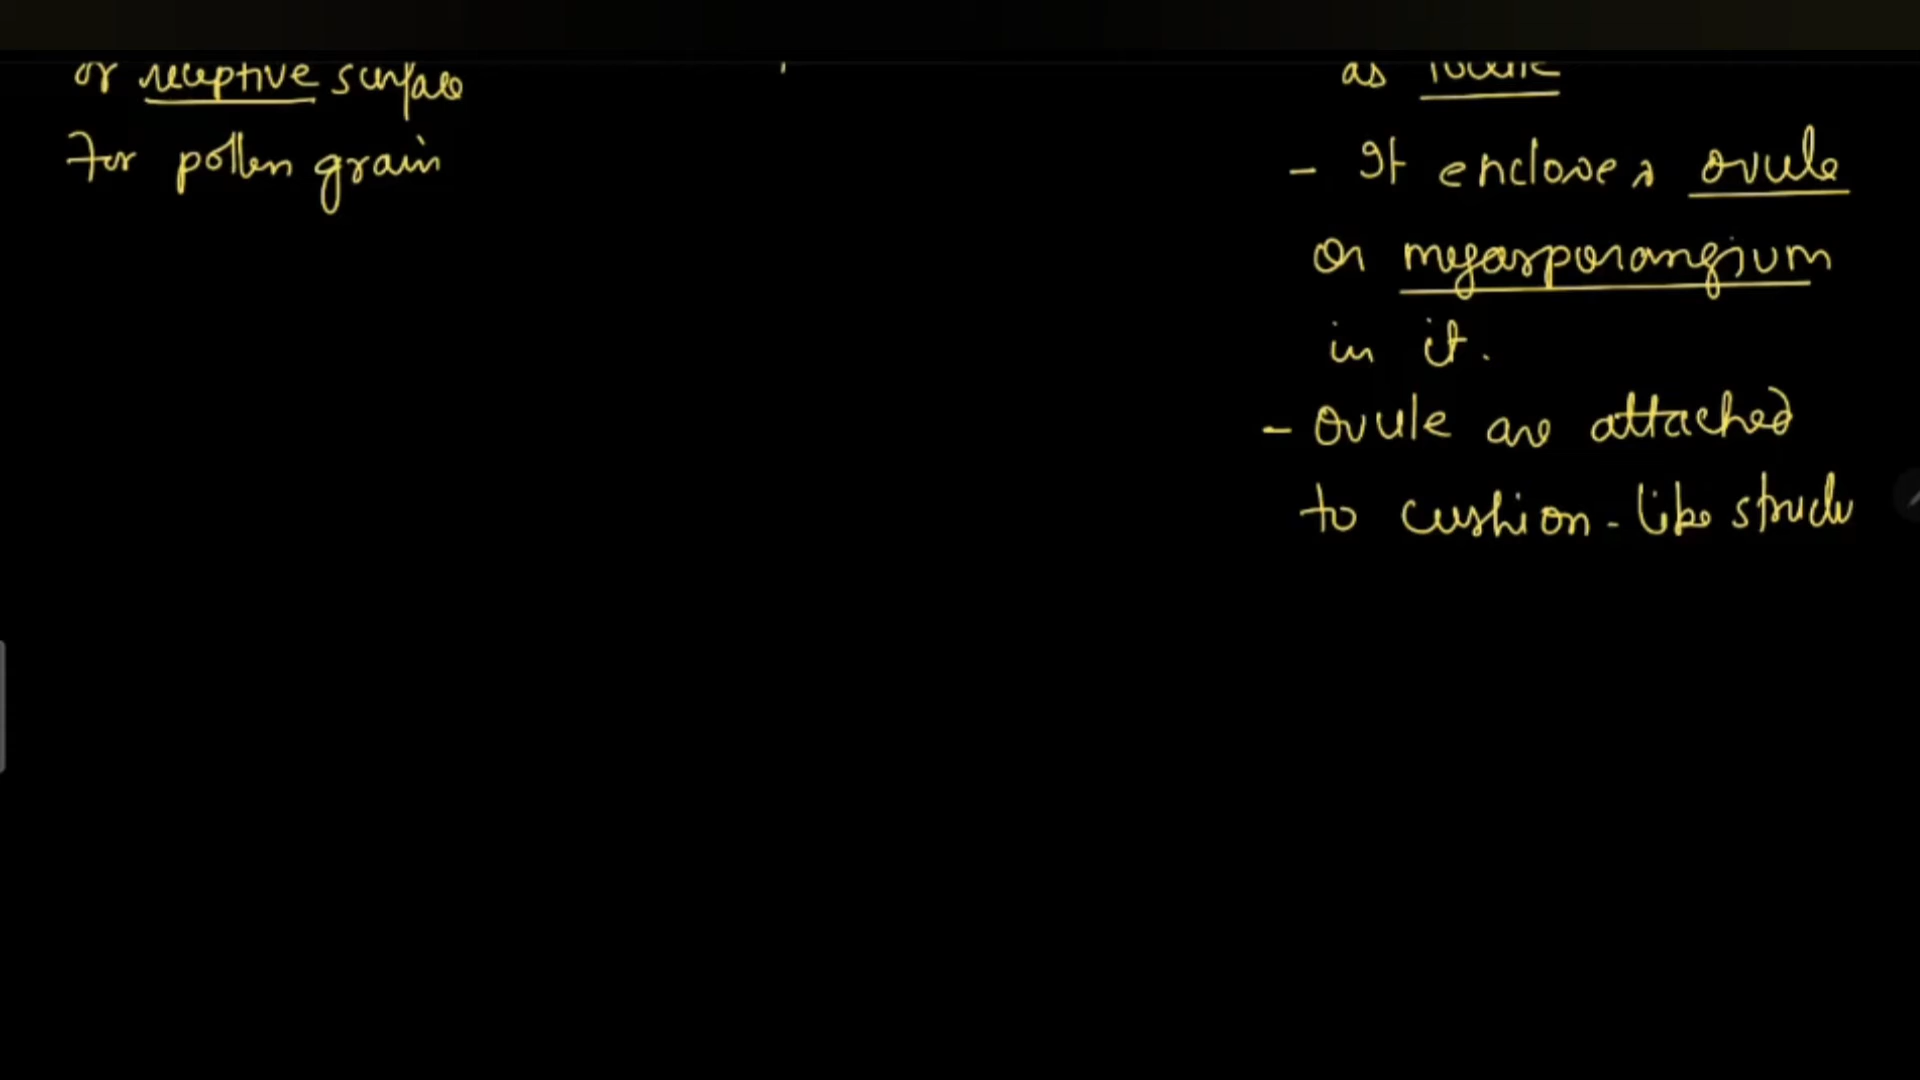 or receptive surface
For pollen grain
as
- It encloses ovule
or megasporangium
in it.
- Ovule are attached
to cushion-like structu